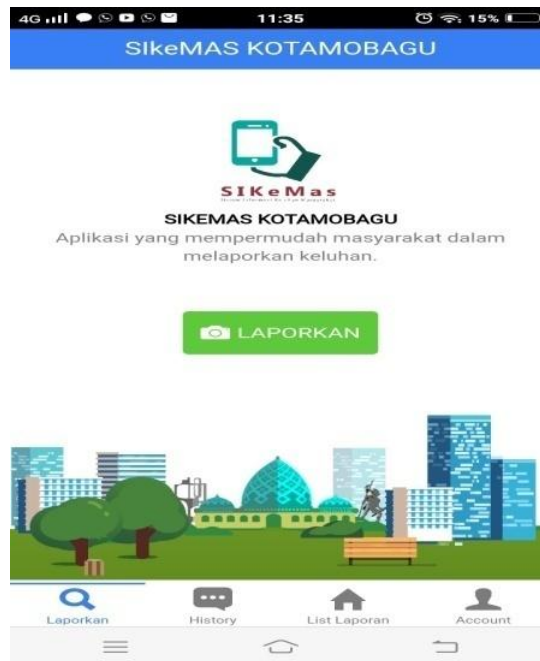 4G 11:35 15%
SIkeMAS KOTAMOBAGU
SIKeMas
SIKEMAS KOTAMOBAGU
Aplikasi yang mempermudah masyarakat dalam
melaporkan keluhan.
LAPORKAN
Laporkan History List Laporan Account